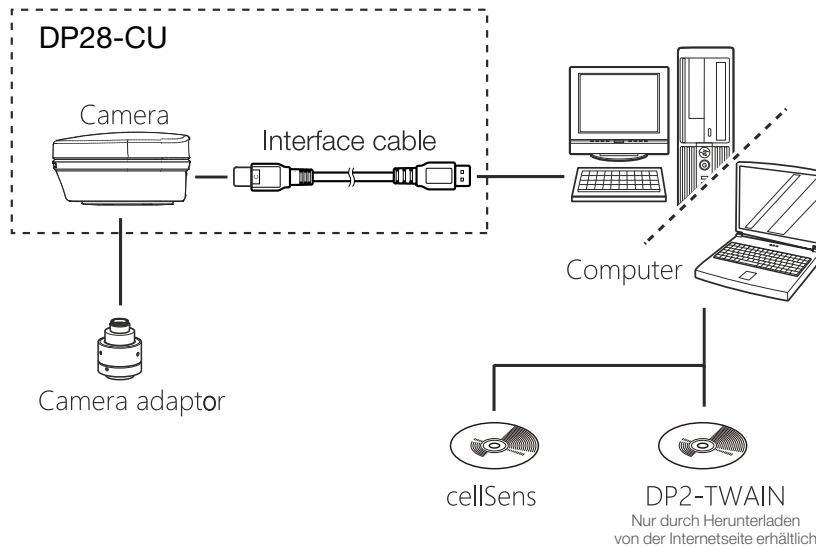 DP28-CU
Camera
Interface cable
Computer
Camera adaptor
cellSens
DP2-TWAIN
Nur durch Herunterladen
von der Internetseite erhältlich